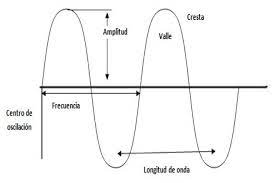 Cresta
Amplitud
Valle
Frecuencia
Centro de
oscilación
Longitud de onda